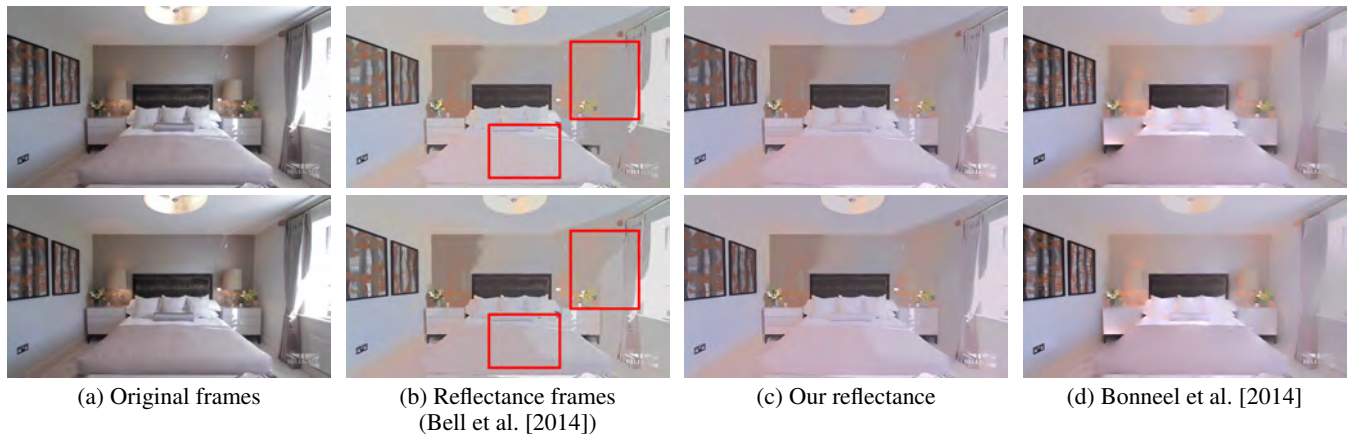 (a) Original frames
(b) Reflectance frames
(Bell et al. [2014])
(c) Our reflectance
(d) Bonneel et al. [2014]